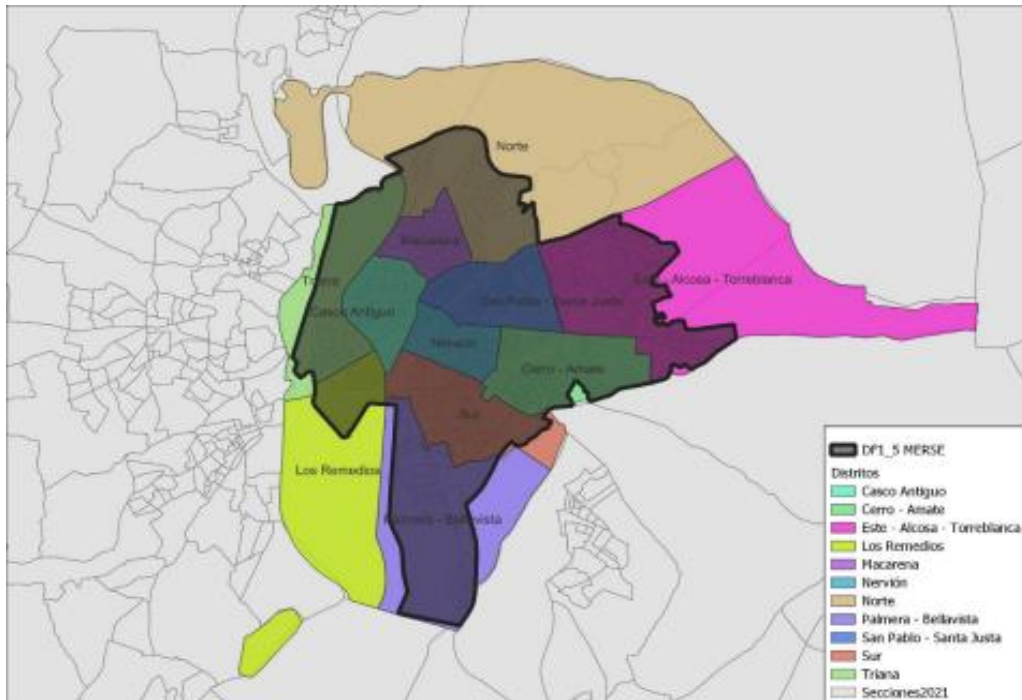 Norte
Macarena
Triana
Casco Antiguo
San Pablo - Santa Justa
Este - Alcosa - Torreblanca
Nervión
Cerro - Amate
Sur
Los Remedios
Palmera - Bellavista
DF1_5 MERSE
Distritos
Casco Antiguo
Cerro - Amate
Este - Alcosa - Torreblanca
Los Remedios
Macarena
Nervión
Norte
Palmera - Bellavista
San Pablo - Santa Justa
Sur
Triana
Secciones2021